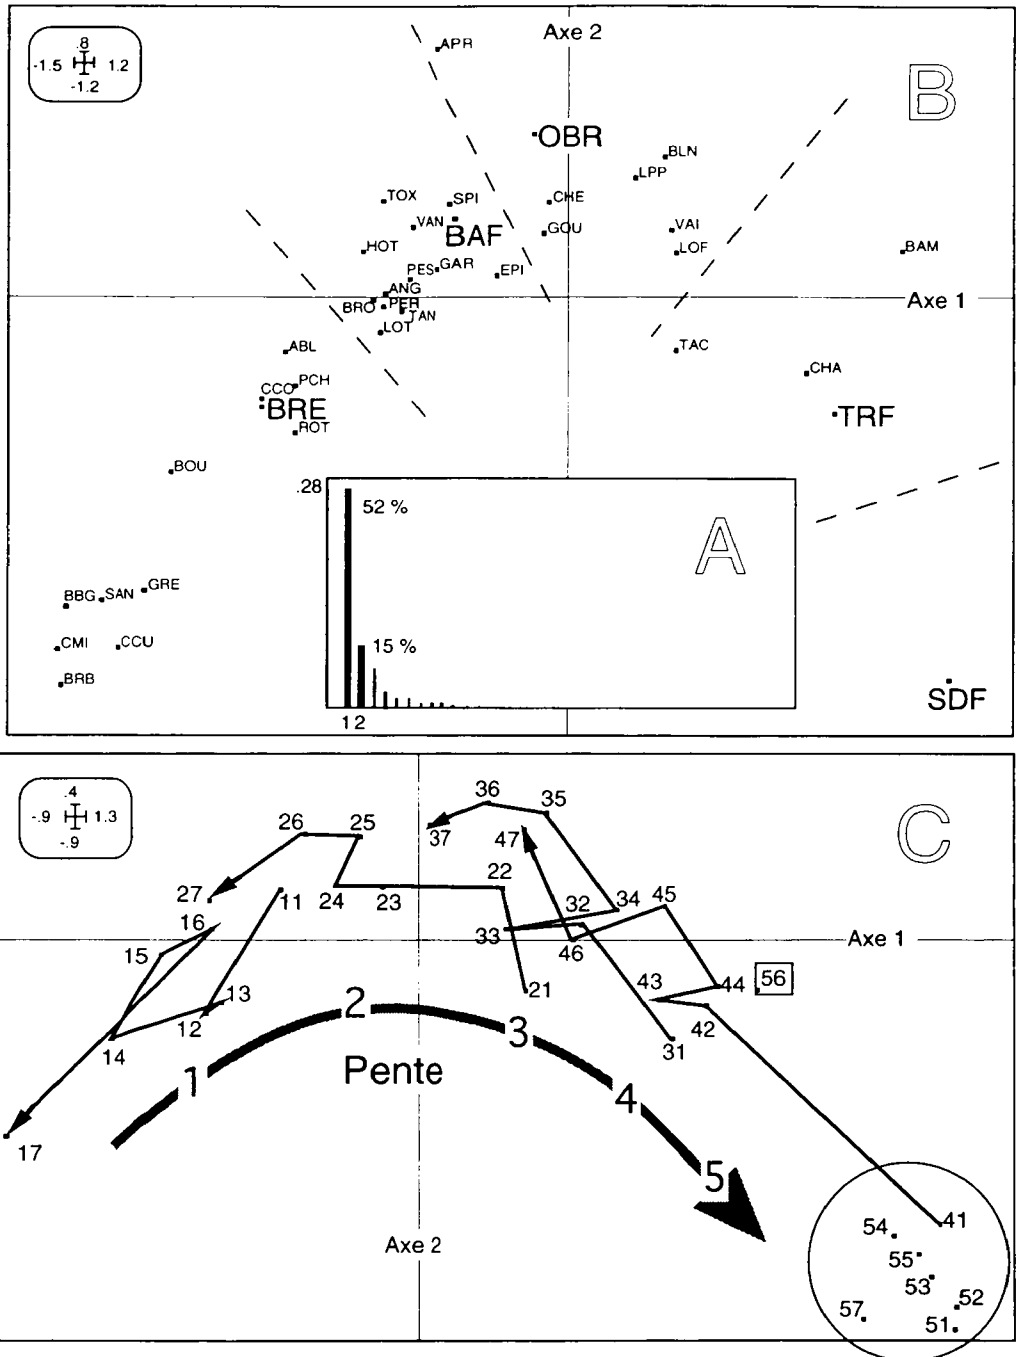 Axe 2
.8
-1.5 1.2
-1.2
B
APR
OBR
BLN
LPP
TOX
SPI
CHE
VAN
BAF
GOU
VAI
HOT
LOF
BAM
PES
GAR
EPI
ANG
BRO
PER
TAN
Axe 1
LOT
ABL
TAC
CHA
PCH
CCO
BRE
TRF
ROT
BOU
.28
52 %
A
15 %
1 2
GRE
SAN
BBG
CMI
CCU
BRB
SDF
.4
-.9 1.3
-.9
C
36
35
37
47
26
25
22
27
11
24
23
32
34
45
16
33
46
Axe 1
15
13
12
14
21
43
44
56
42
31
17
1
2
3
4
5
Pente
Axe 2
41
54
55
53
52
57
51